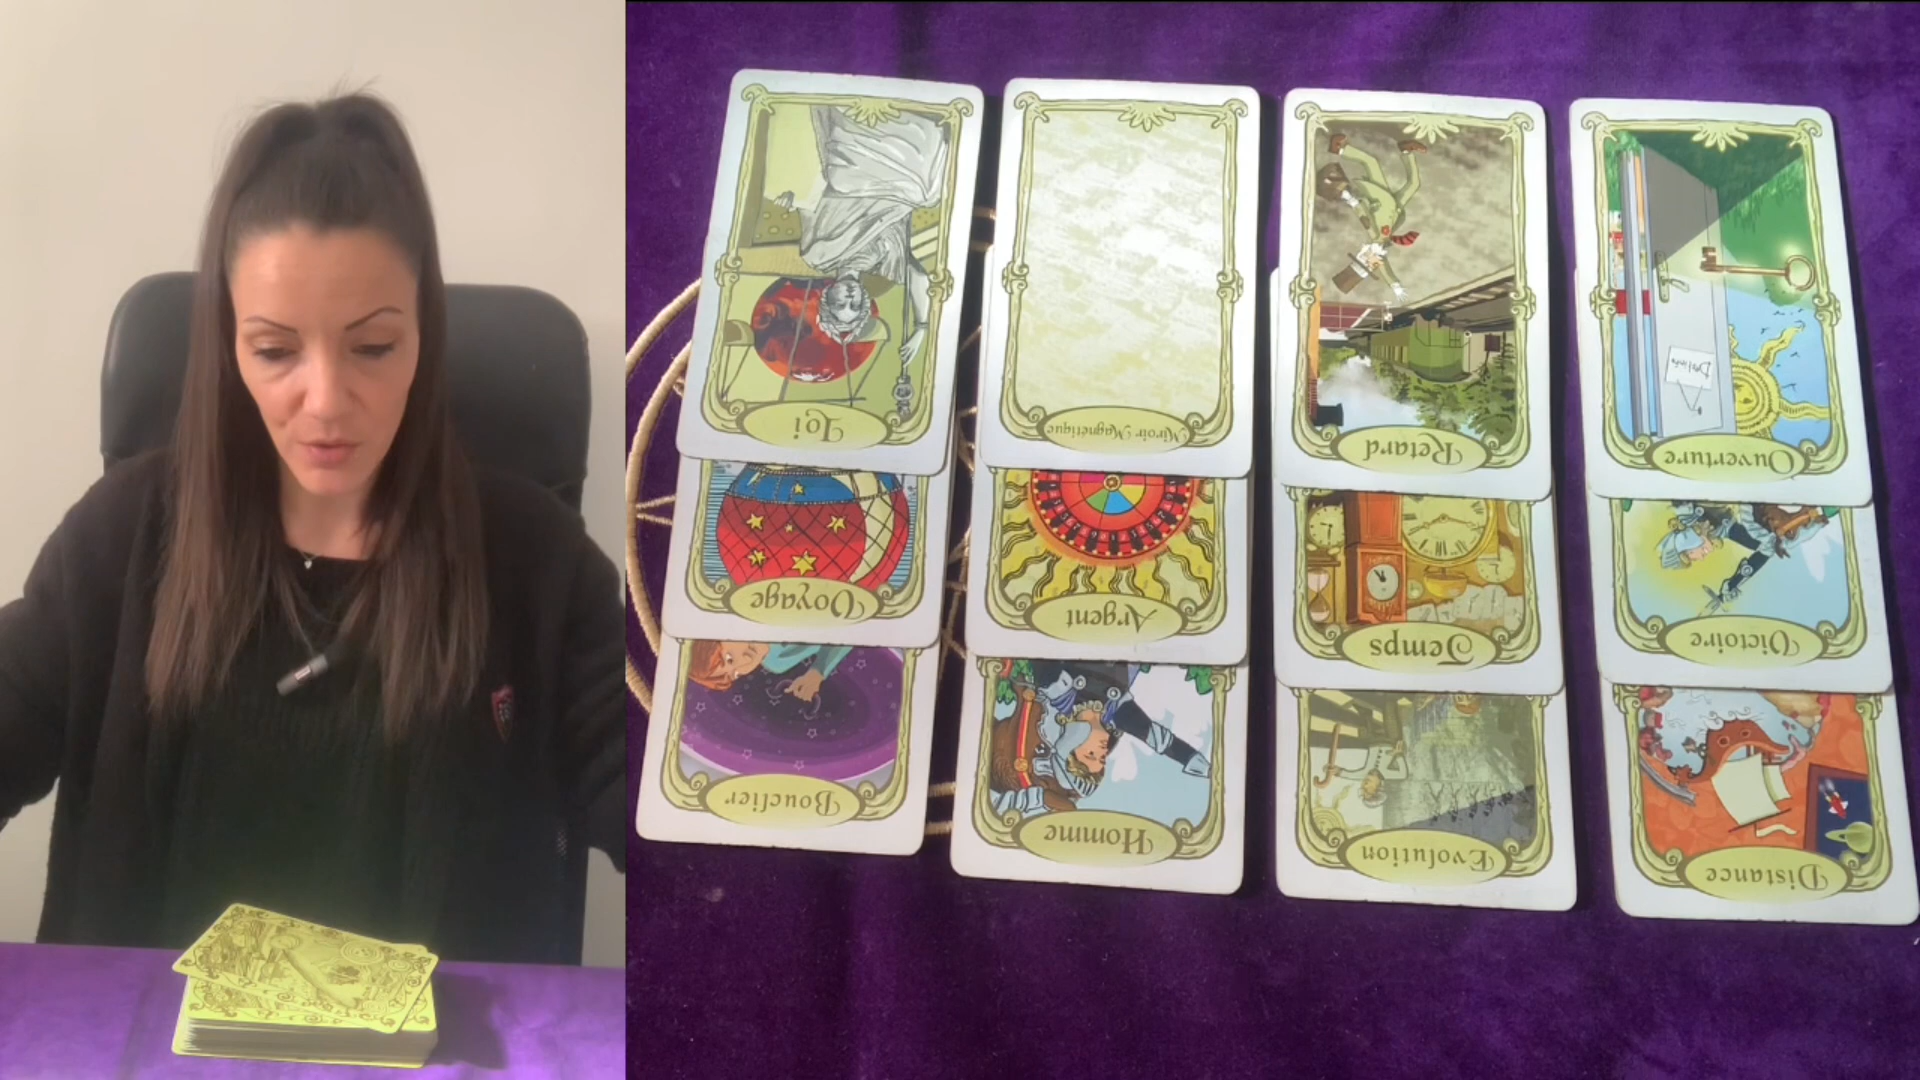 Loi
Miroir Magnétique
Retard
Ouverture
Voyage
Argent
Temps
Victoire
Bouclier
Homme
Evolution
Distance